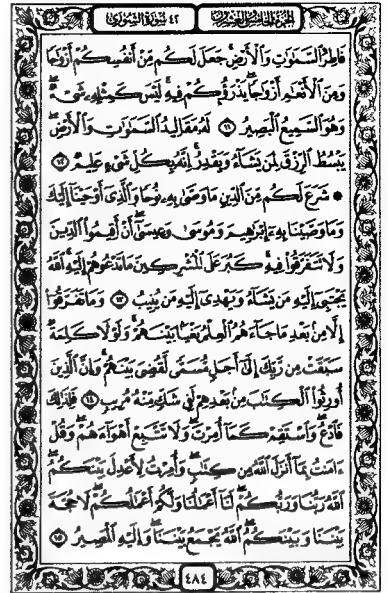 الجزء الخامس والعشرون ٤٢ سورة الشورى
فَاطِرُ ٱلسَّمَٰوَٰتِ وَٱلْأَرْضِ ۚ جَعَلَ لَكُم مِّنْ أَنفُسِكُمْ أَزْوَٰجًا
وَمِنَ ٱلْأَنْعَٰمِ أَزْوَٰجًا ۖ يَذْرَؤُكُمْ فِيهِ ۚ لَيْسَ كَمِثْلِهِۦ شَىْءٌ ۖ
وَهُوَ ٱلسَّمِيعُ ٱلْبَصِيرُ ١١ لَهُۥ مَقَالِيدُ ٱلسَّمَٰوَٰتِ وَٱلْأَرْضِ ۖ
يَبْسُطُ ٱلرِّزْقَ لِمَن يَشَآءُ وَيَقْدِرُ ۚ إِنَّهُۥ بِكُلِّ شَىْءٍ عَلِيمٌ ١٢
۞ شَرَعَ لَكُم مِّنَ ٱلدِّينِ مَا وَصَّىٰ بِهِۦ نُوحًا وَٱلَّذِىٓ أَوْحَيْنَآ إِلَيْكَ
وَمَا وَصَّيْنَا بِهِۦٓ إِبْرَٰهِيمَ وَمُوسَىٰ وَعِيسَىٰٓ ۖ أَنْ أَقِيمُوا۟ ٱلدِّينَ
وَلَا تَتَفَرَّقُوا۟ فِيهِ ۚ كَبُرَ عَلَى ٱلْمُشْرِكِينَ مَا تَدْعُوهُمْ إِلَيْهِ ۚ ٱللَّهُ
يَجْتَبِىٓ إِلَيْهِ مَن يَشَآءُ وَيَهْدِىٓ إِلَيْهِ مَن يُنِيبُ ١٣ وَمَا تَفَرَّقُوٓا۟
إِلَّا مِنۢ بَعْدِ مَا جَآءَهُمُ ٱلْعِلْمُ بَغْيًۢا بَيْنَهُمْ ۚ وَلَوْلَا كَلِمَةٌ
سَبَقَتْ مِن رَّبِّكَ إِلَىٰٓ أَجَلٍ مُّسَمًّى لَّقُضِىَ بَيْنَهُمْ ۚ وَإِنَّ ٱلَّذِينَ
أُورِثُوا۟ ٱلْكِتَٰبَ مِنۢ بَعْدِهِمْ لَفِى شَكٍّ مِّنْهُ مُرِيبٍ ١٤ فَلِذَٰلِكَ
فَٱدْعُ ۖ وَٱسْتَقِمْ كَمَآ أُمِرْتَ ۖ وَلَا تَتَّبِعْ أَهْوَآءَهُمْ ۖ وَقُلْ
ءَامَنتُ بِمَآ أَنزَلَ ٱللَّهُ مِن كِتَٰبٍ ۖ وَأُمِرْتُ لِأَعْدِلَ بَيْنَكُمُ ۖ
ٱللَّهُ رَبُّنَا وَرَبُّكُمْ ۖ لَنَآ أَعْمَٰلُنَا وَلَكُمْ أَعْمَٰلُكُمْ ۖ لَا حُجَّةَ
بَيْنَنَا وَبَيْنَكُمُ ۖ ٱللَّهُ يَجْمَعُ بَيْنَنَا ۖ وَإِلَيْهِ ٱلْمَصِيرُ ١٥
٤٨٤